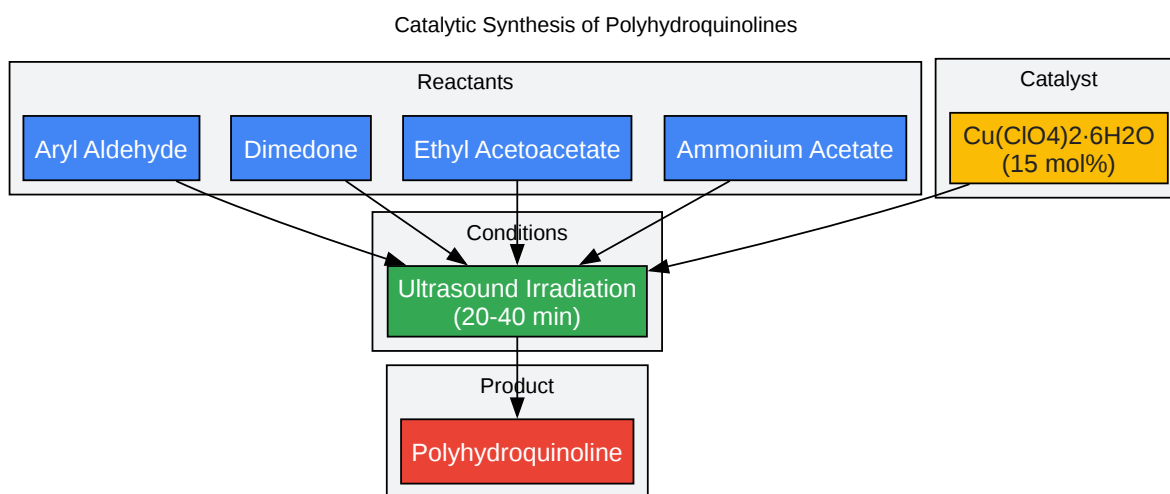 Catalytic Synthesis of Polyhydroquinolines
Reactants
Catalyst
Aryl Aldehyde
Dimedone
Ethyl Acetoacetate
Ammonium Acetate
Cu(ClO4)2·6H2O
(15 mol%)
Conditions
Ultrasound Irradiation
(20-40 min)
Product
Polyhydroquinoline